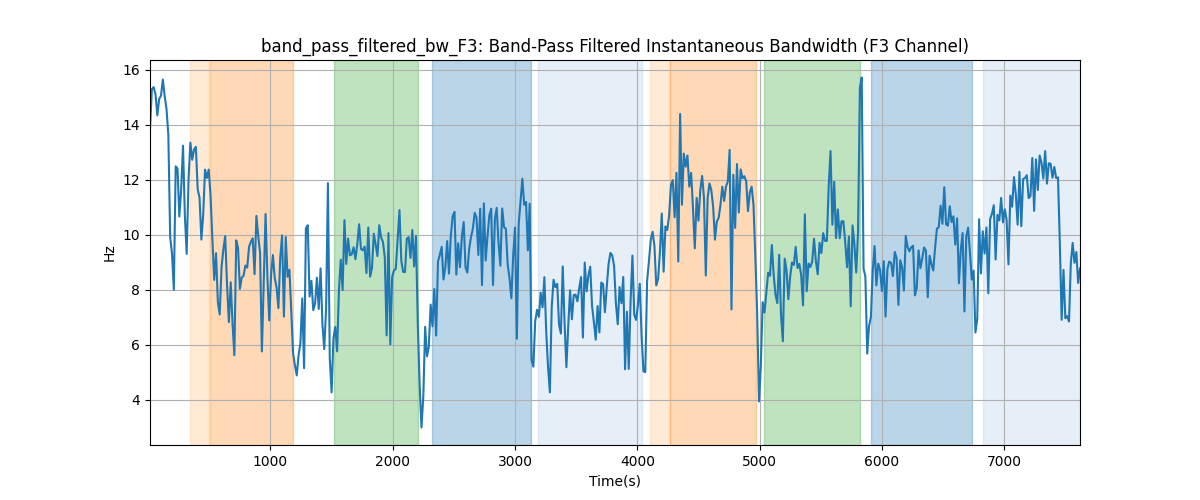 band_pass_filtered_bw_F3: Band-Pass Filtered Instantaneous Bandwidth (F3 Channel)
16
14
12
10
8
6
4
Hz
1000 2000 3000 4000 5000 6000 7000
Time(s)